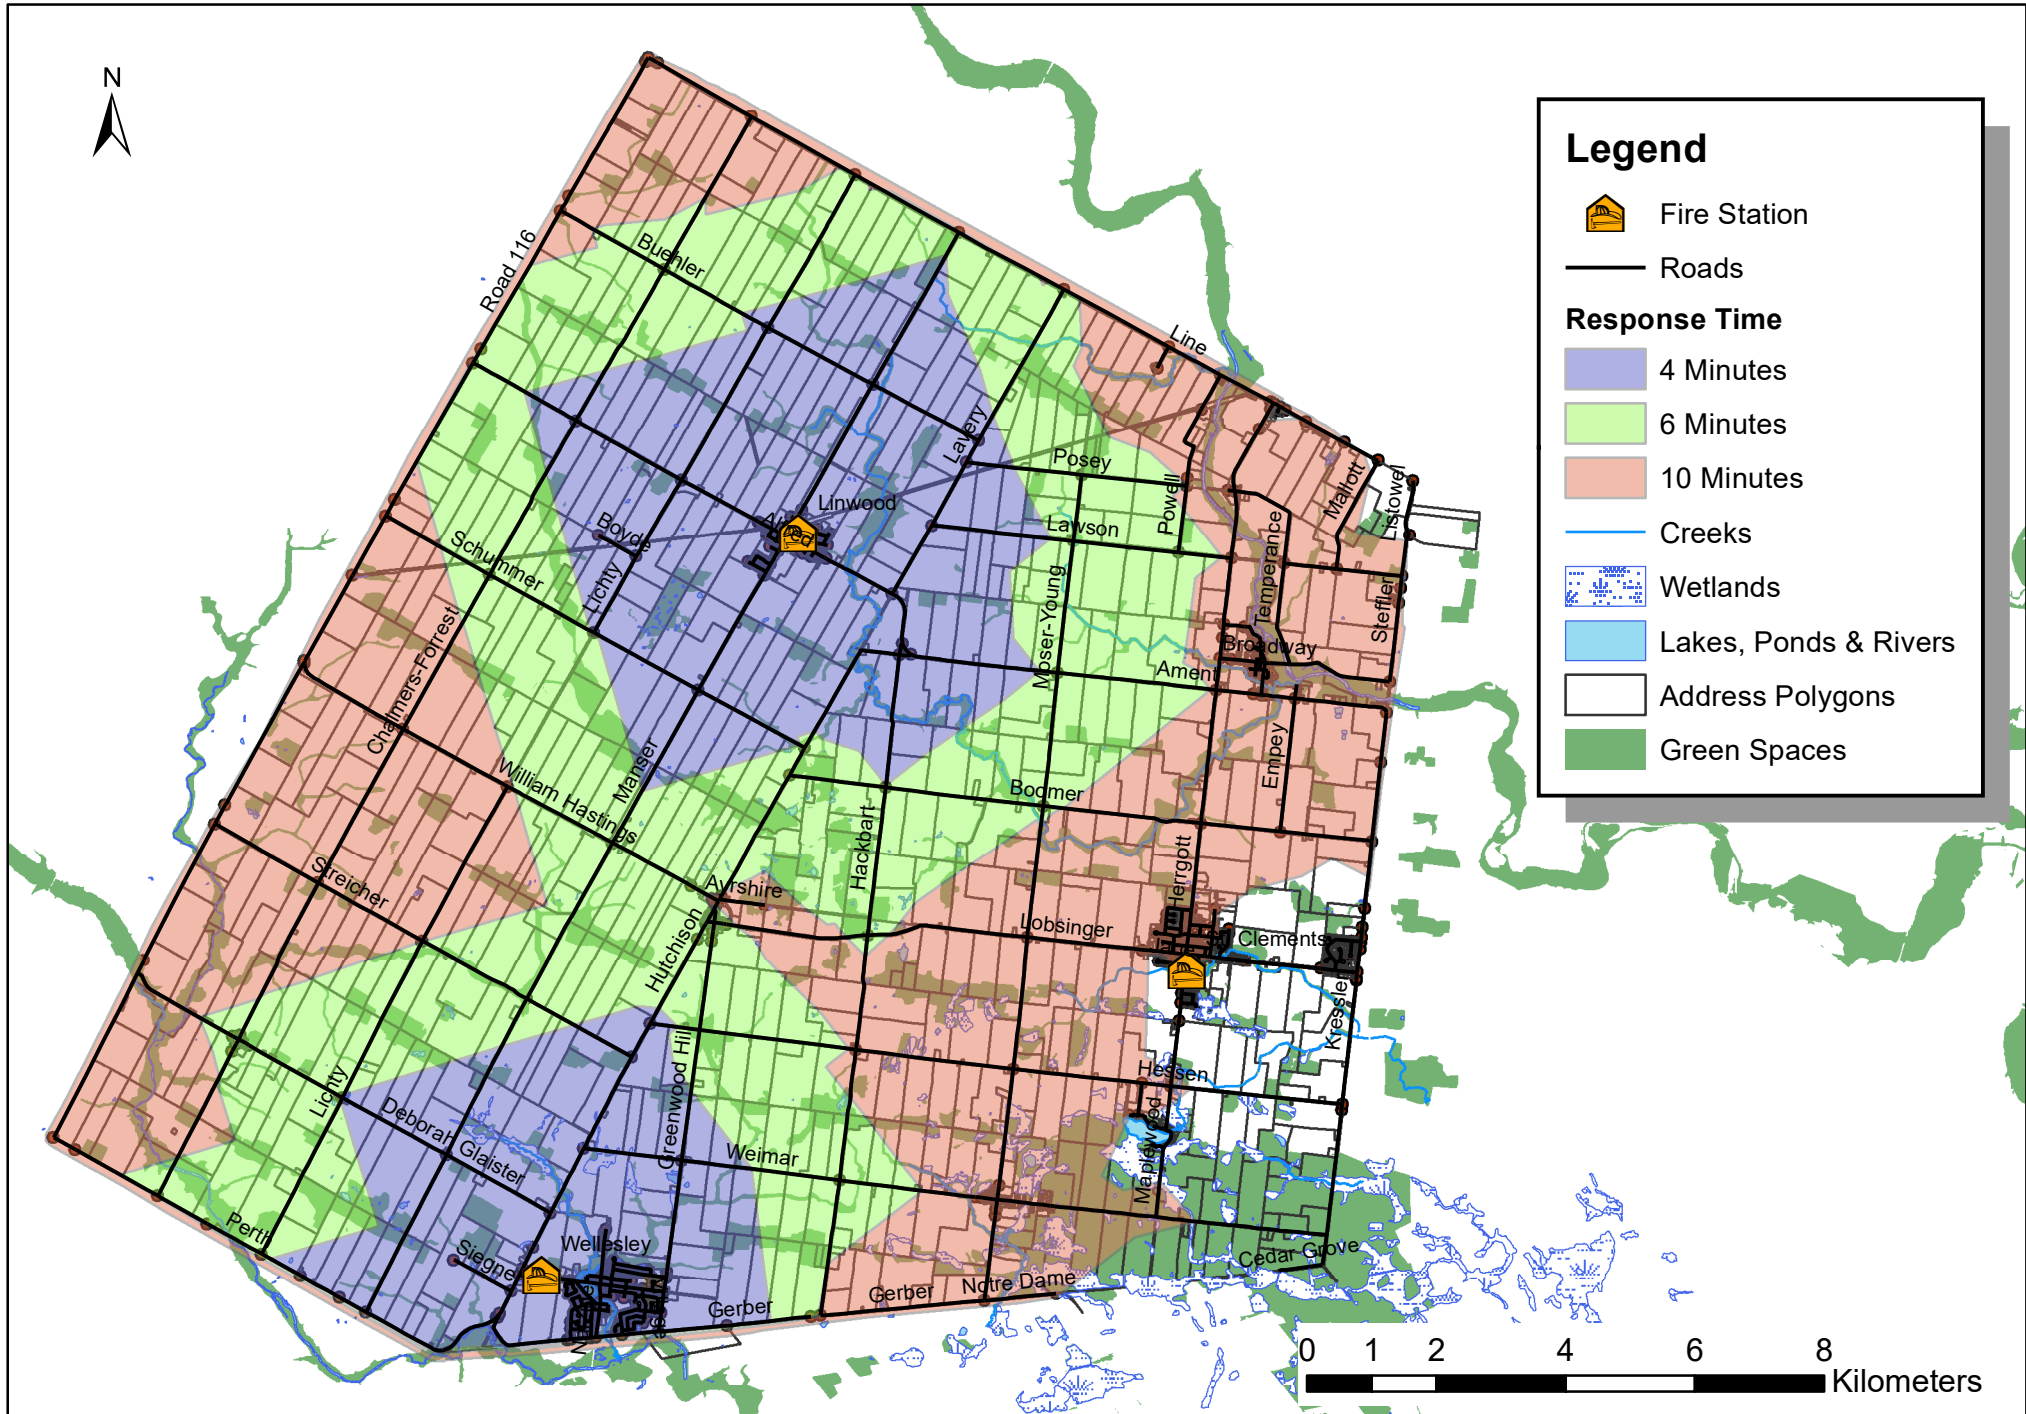 N
Legend
Fire Station
Roads
Response Time
4 Minutes
6 Minutes
10 Minutes
Creeks
Wetlands
Lakes, Ponds & Rivers
Address Polygons
Green Spaces
Road 116
Buehler
Line
Lavery
Posey
Powell
Mallott
Listowel
Linwood
Lawson
Boyde
Schummer
Lichty
Temperance
Steffler
Moser-Young
Broadway
Ament
Chalmers-Forrest
Manser
William Hastings
Boomer
Empey
Hackbart
Herrgott
Streicher
Ayrshire
Hutchison
Lobsinger
Clements
Kressler
Greenwood Hill
Hessen
Lichty
Deborah Glaister
Weimar
Maplewood
Perth
Wellesley
Cedar Grove
Gerber
Gerber
Notre Dame
0 1 2 4 6 8
Kilometers